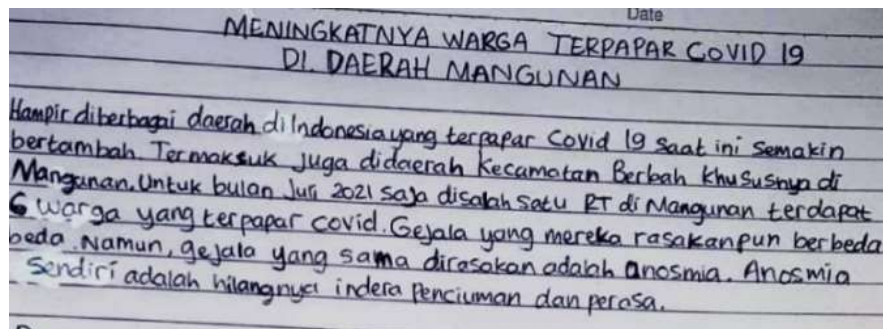 Date
MENINGKATNYA WARGA TERPAPAR COVID 19
DI DAERAH MANGUNAN
Hampir diberbagai daerah di Indonesia yang terpapar Covid 19 saat ini semakin
bertambah. Termaksuk juga didaerah Kecamatan Berbah khususnya di
Mangunan. Untuk bulan Juri 2021 saja disalah satu RT di Mangunan terdapat
6 warga yang terpapar covid. Gejala yang mereka rasakanpun berbeda
beda. Namun, gejala yang sama dirasakan adalah anosmia. Anosmia
sendiri adalah hilangnya indera penciuman dan perasa.